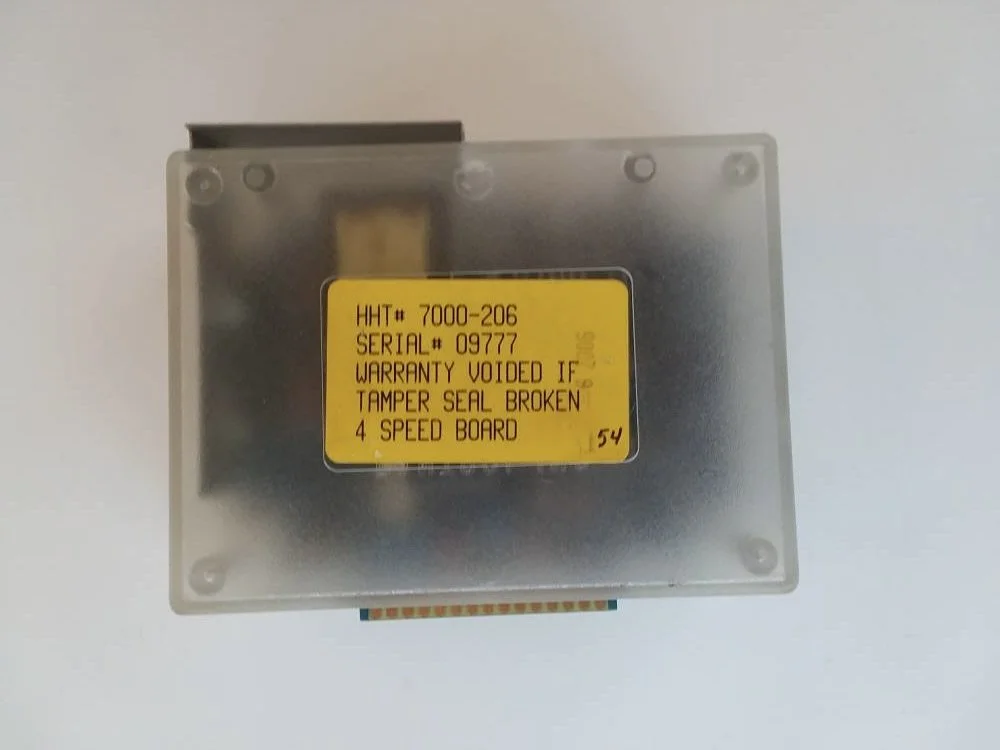 HHT# 7000-206
SERIAL# 09777
WARRANTY VOIDED IF
TAMPER SEAL BROKEN
4 SPEED BOARD
54